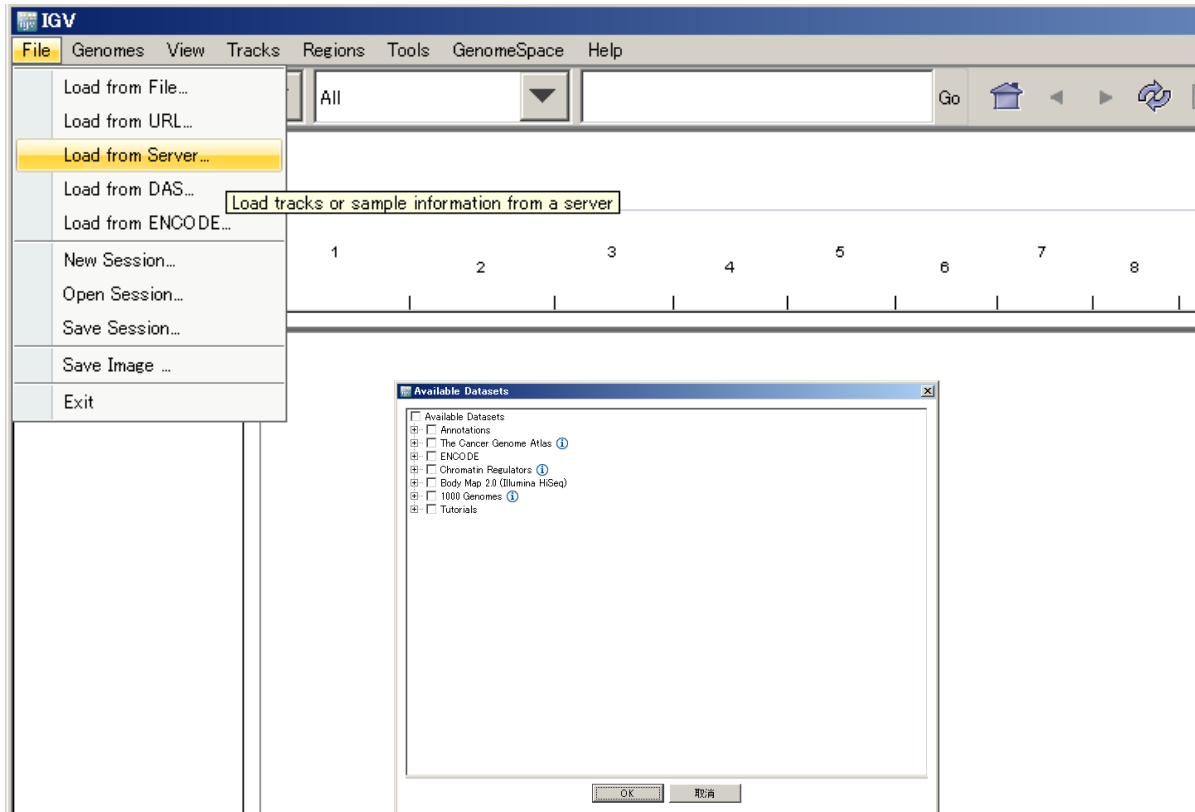 IGV
File Genomes View Tracks Regions Tools GenomeSpace Help
Load from File...
All
Go
Load from URL...
Load from Server...
Load from DAS...
Load tracks or sample information from a server
Load from ENCODE...
1 2 3 4 5 6 7 8
New Session...
Open Session...
Save Session...
Save Image ...
Exit
Available Datasets
Available Datasets
Annotations
The Cancer Genome Atlas
ENCODE
Chromatin Regulators
Body Map 2.0 (Illumina HiSeq)
1000 Genomes
Tutorials
OK 取消